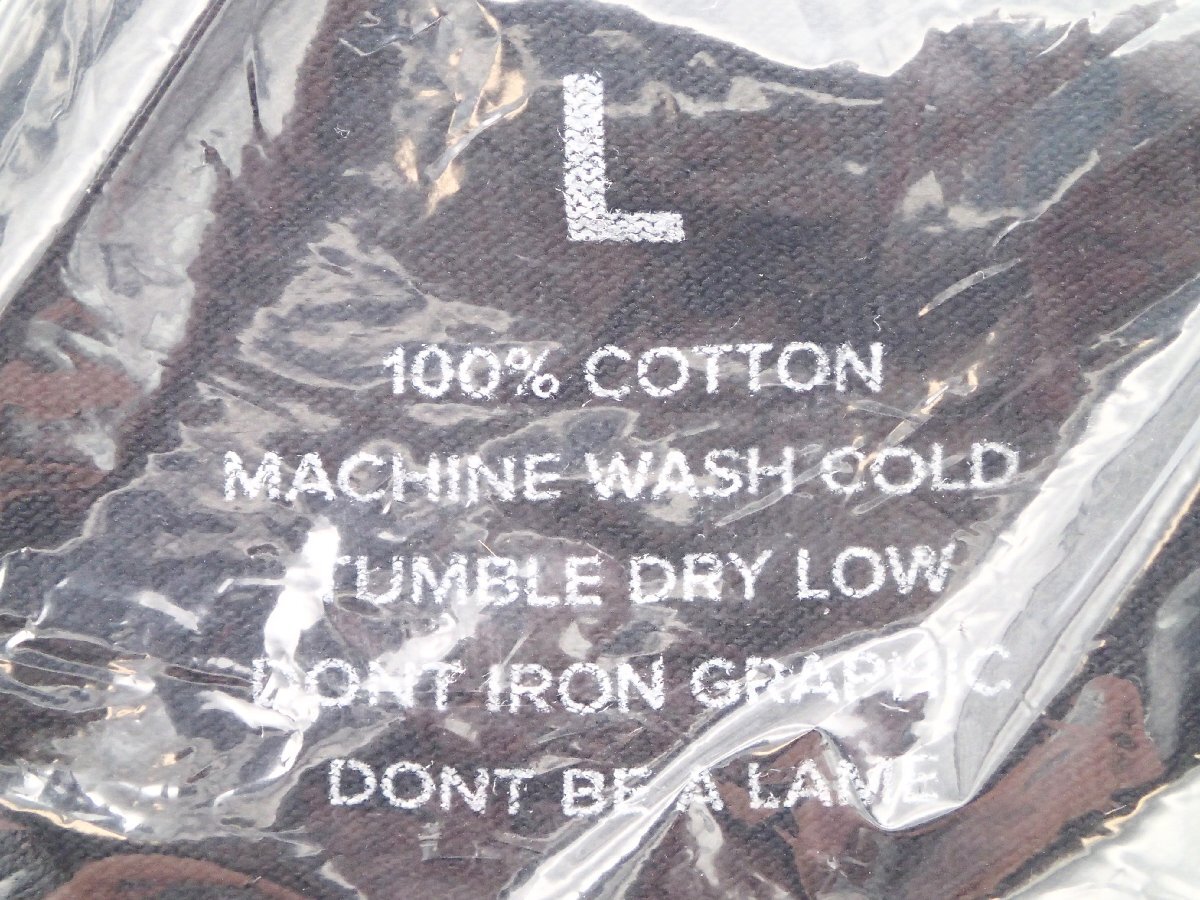 L
100% COTTON
MACHINE WASH COLD
TUMBLE DRY LOW
DONT IRON GRAPHIC
DONT BE A LAME